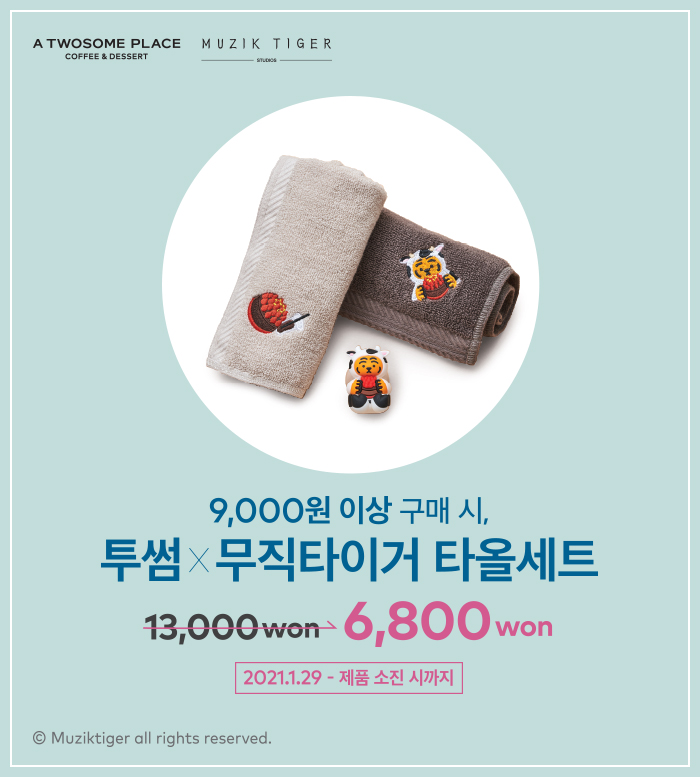 A TWOSOME PLACE
COFFEE & DESSERT
MUZIK TIGER
STUDIOS
9,000원 이상 구매 시,
투썸×무직타이거 타올세트
13,000won → 6,800won
2021.1.29 - 제품 소진 시까지
© Muziktiger all rights reserved.